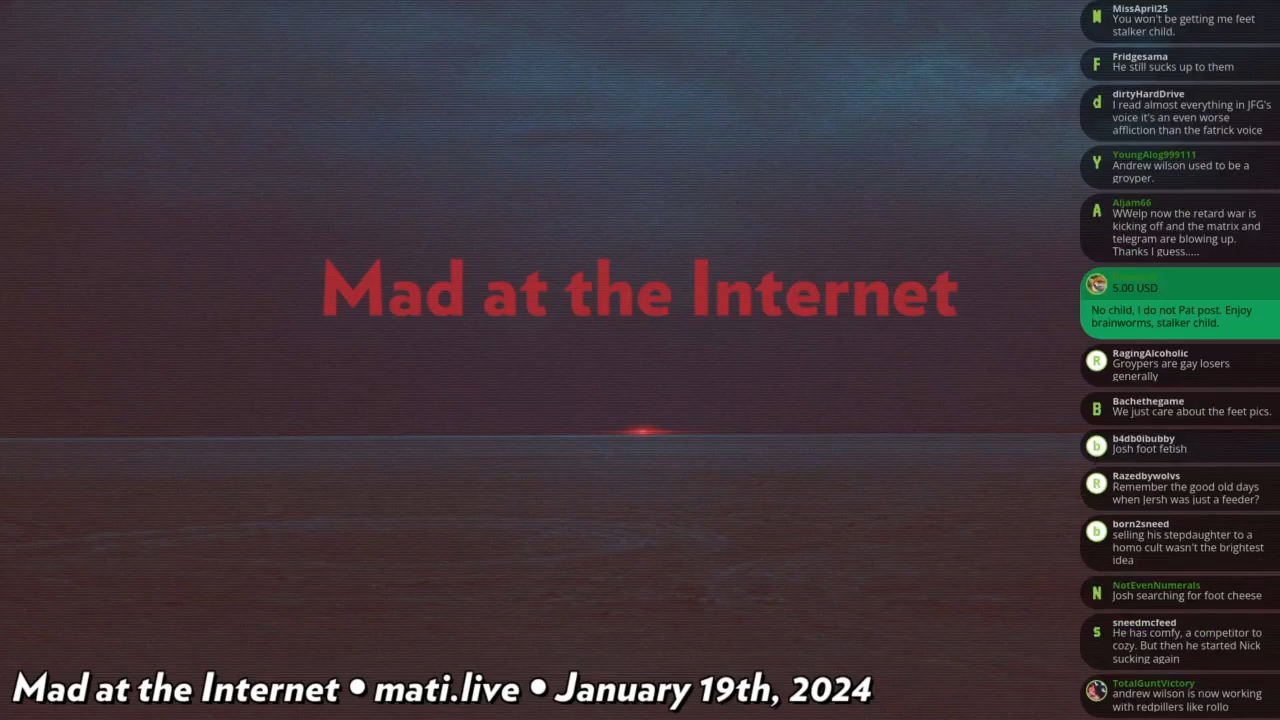 Mad at the Internet
MissApril25
You won't be getting me feet
stalker child.
Fridgesama
He still sucks up to them
dirtyHardDrive
I read almost everything in JFG's
voice it's an even worse
affliction than the fatrick voice
YoungAlog999111
Andrew wilson used to be a
groyper.
Aljam66
WWelp now the retard war is
kicking off and the matrix and
telegram are blowing up.
Thanks I guess.....
5.00 USD
No child, I do not Pat post. Enjoy
brainworms, stalker child.
RagingAlcoholic
Groypers are gay losers
generally
Bachethegame
We just care about the feet pics.
b4db0ibubby
Josh foot fetish
Razedbywolvs
Remember the good old days
when Jersh was just a feeder?
born2sneed
selling his stepdaughter to a
homo cult wasn't the brightest
idea
NotEvenNumerals
Josh searching for foot cheese
sneedmcfeed
He has comfy, a competitor to
cozy. But then he started Nick
sucking again
TotalGuntVictory
andrew wilson is now working
with redpillers like rollo
Mad at the Internet • mati.live • January 19th, 2024